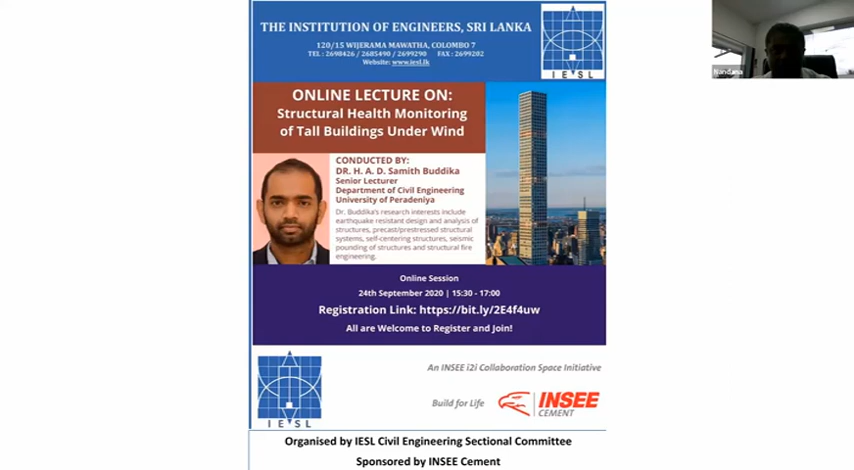 THE INSTITUTION OF ENGINEERS, SRI LANKA
120/15 WIJERAMA MAWATHA, COLOMBO 7
TEL : 2698426 / 2685490 / 2699290 FAX : 2699202
Website: www.iesl.lk
I E S L
Nandana
ONLINE LECTURE ON:
Structural Health Monitoring
of Tall Buildings Under Wind
CONDUCTED BY:
DR. H. A. D. Samith Buddika
Senior Lecturer
Department of Civil Engineering
University of Peradeniya
Dr. Buddika's research interests include
earthquake resistant design and analysis of
structures, precast/prestressed structural
systems, self-centering structures, seismic
pounding of structures and structural fire
engineering.
Online Session
24th September 2020 | 15:30 - 17:00
Registration Link: https://bit.ly/2E4f4uw
All are Welcome to Register and Join!
An INSEE i2i Collaboration Space Initiative
Build for Life
INSEE
CEMENT
I E S L
Organised by IESL Civil Engineering Sectional Committee
Sponsored by INSEE Cement